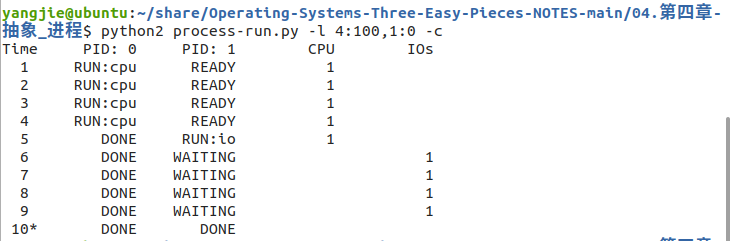 yangjie@ubuntu:~/share/Operating-Systems-Three-Easy-Pieces-NOTES-main/04.第四章-
抽象_进程$ python2 process-run.py -l 4:100,1:0 -c
Time     PID: 0     PID: 1        CPU        IOs
  1     RUN:cpu      READY          1
  2     RUN:cpu      READY          1
  3     RUN:cpu      READY          1
  4     RUN:cpu      READY          1
  5        DONE     RUN:io          1
  6        DONE    WAITING                     1
  7        DONE    WAITING                     1
  8        DONE    WAITING                     1
  9        DONE    WAITING                     1
 10*       DONE       DONE